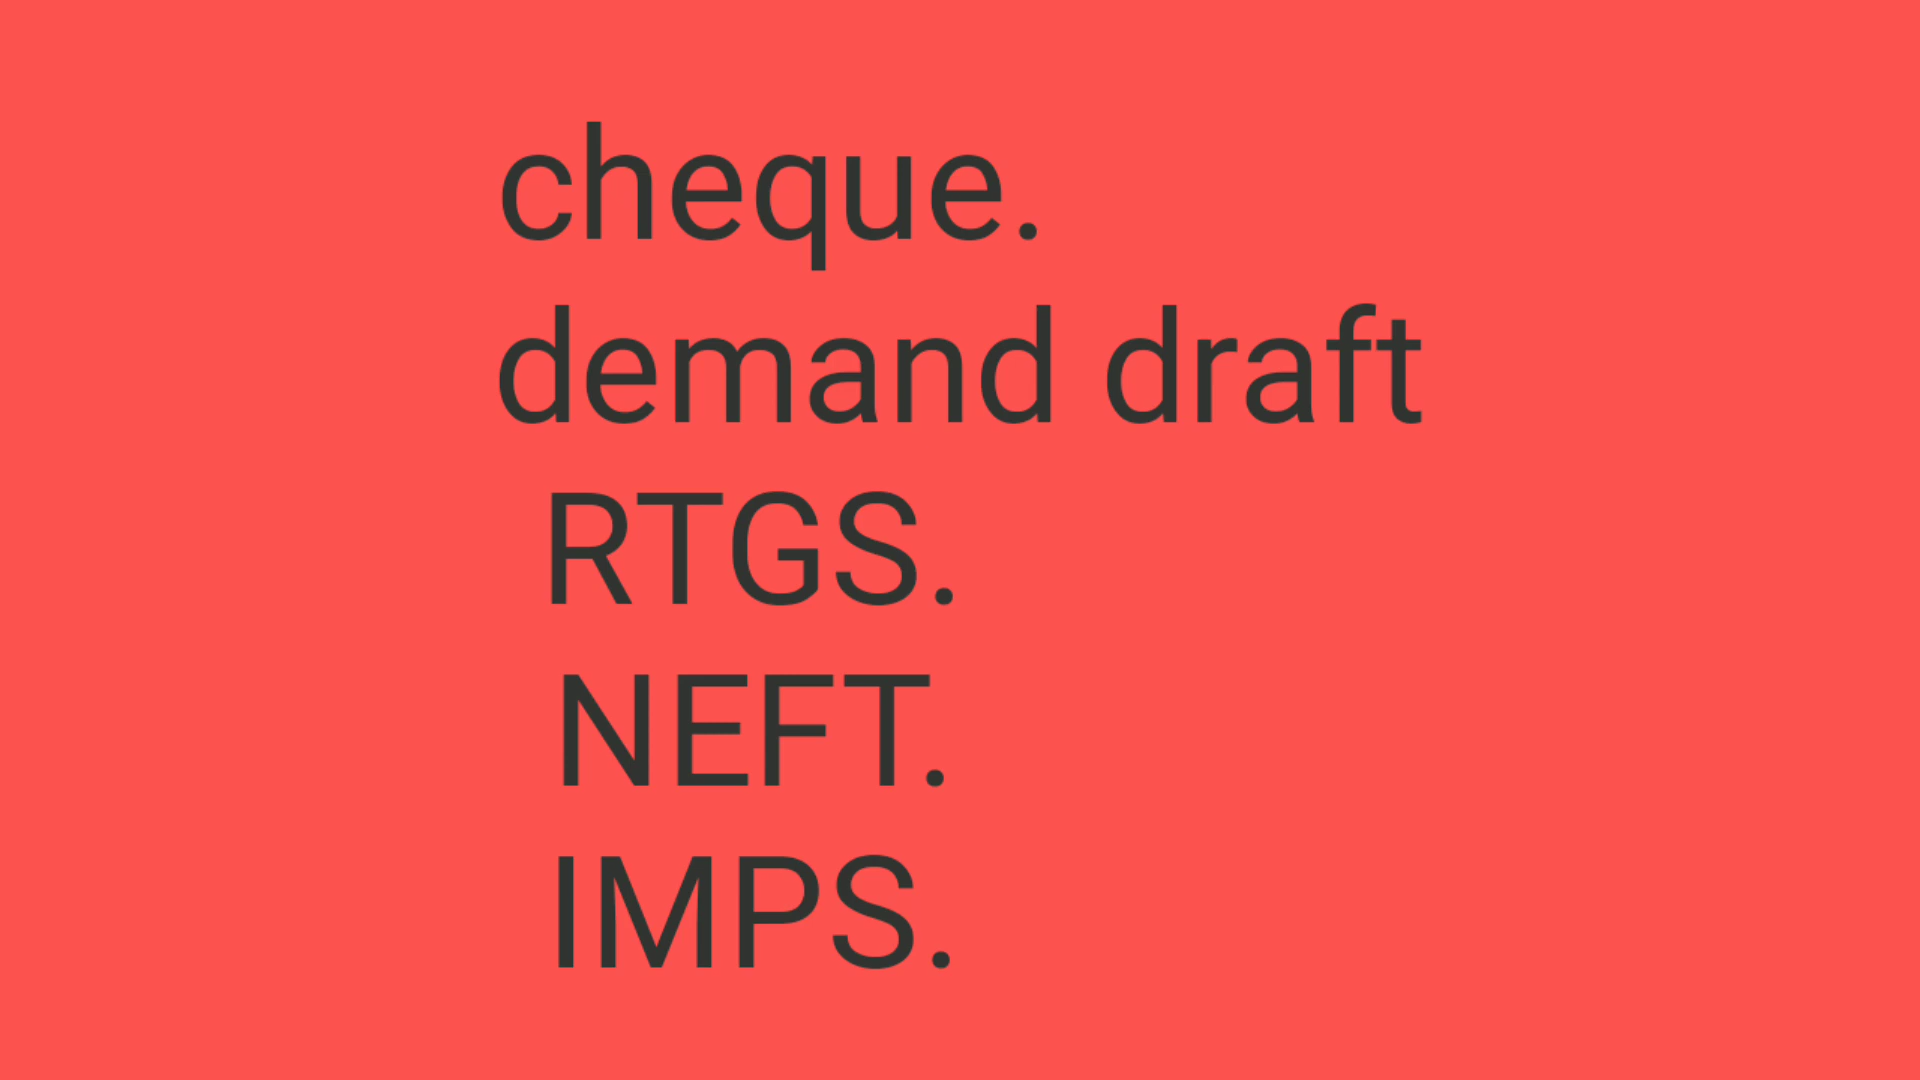 cheque.
demand draft
RTGS.
NEFT.
IMPS.